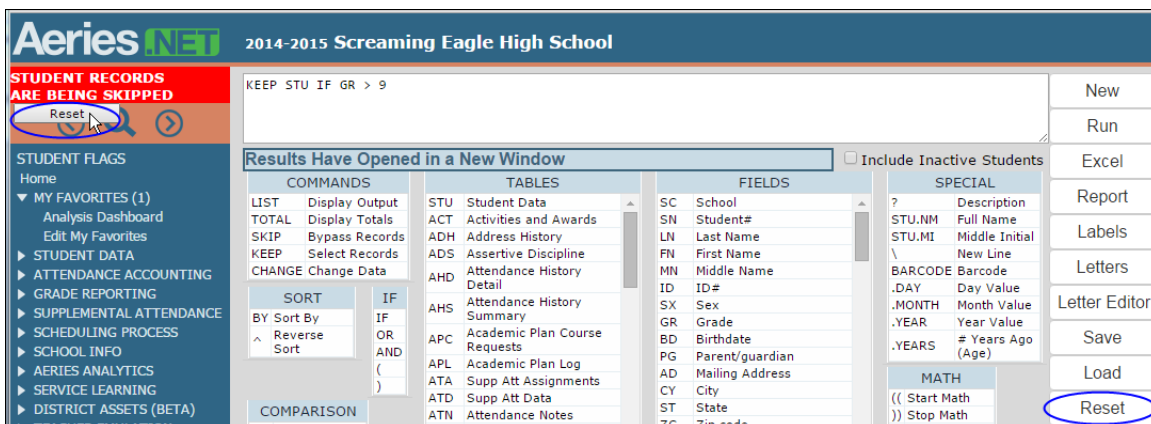 Aeries.NET
2014-2015 Screaming Eagle High School
STUDENT RECORDS
ARE BEING SKIPPED
Reset
STUDENT FLAGS
Home
▼ MY FAVORITES (1)
Analysis Dashboard
Edit My Favorites
▶ STUDENT DATA
▶ ATTENDANCE ACCOUNTING
▶ GRADE REPORTING
▶ SUPPLEMENTAL ATTENDANCE
▶ SCHEDULING PROCESS
▶ SCHOOL INFO
▶ AERIES ANALYTICS
▶ SERVICE LEARNING
▶ DISTRICT ASSETS (BETA)
KEEP STU IF GR > 9
Results Have Opened in a New Window
Include Inactive Students
COMMANDS
LIST Display Output
TOTAL Display Totals
SKIP Bypass Records
KEEP Select Records
CHANGE Change Data
SORT
BY Sort By
^ Reverse
Sort
IF
IF
OR
AND
(
)
COMPARISON
TABLES
STU Student Data
ACT Activities and Awards
ADH Address History
ADS Assertive Discipline
AHD Attendance History
Detail
AHS Attendance History
Summary
APC Academic Plan Course
Requests
APL Academic Plan Log
ATA Supp Att Assignments
ATD Supp Att Data
ATN Attendance Notes
FIELDS
SC School
SN Student#
LN Last Name
FN First Name
MN Middle Name
ID ID#
SX Sex
GR Grade
BD Birthdate
PG Parent/guardian
AD Mailing Address
CY City
ST State
ZC Zip code
SPECIAL
? Description
STU.NM Full Name
STU.MI Middle Initial
\ New Line
BARCODE Barcode
.DAY Day Value
.MONTH Month Value
.YEAR Year Value
.YEARS # Years Ago
(Age)
MATH
(( Start Math
)) Stop Math
New
Run
Excel
Report
Labels
Letters
Letter Editor
Save
Load
Reset